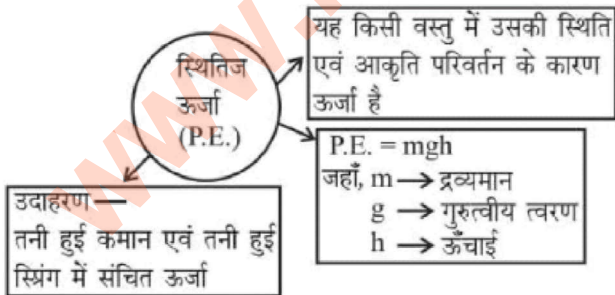 स्थितिज
ऊर्जा
(P.E.)
यह किसी वस्तु में उसकी स्थिति
एवं आकृति परिवर्तन के कारण
ऊर्जा है
P.E. = mgh
जहाँ, m → द्रव्यमान
g → गुरुत्वीय त्वरण
h → ऊँचाई
उदाहरण—
तनी हुई कमान एवं तनी हुई
स्प्रिंग में संचित ऊर्जा
www.